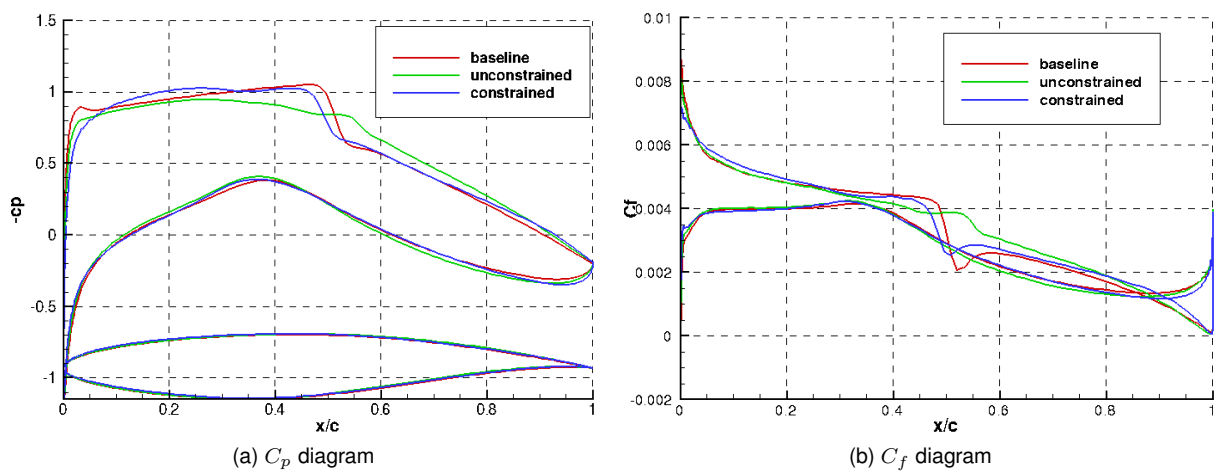 1.5
1
0.5
0
-0.5
-1
-cp
0
0.2
0.4
0.6
0.8
1
x/c
baseline
unconstrained
constrained
(a) C_p diagram
0.01
0.008
0.006
0.004
0.002
0
-0.002
Cf
0
0.2
0.4
0.6
0.8
1
x/c
baseline
unconstrained
constrained
(b) C_f diagram